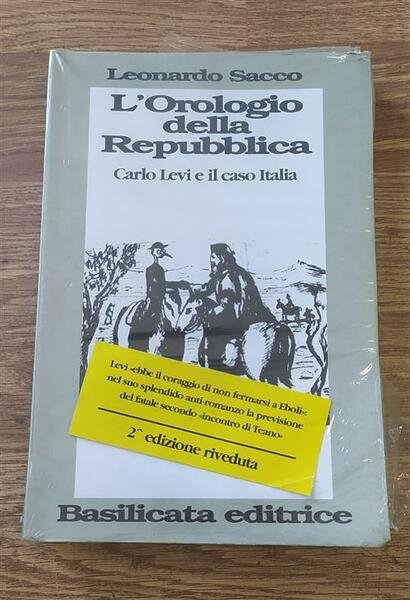 Leonardo Sacco
L'Orologio
della
Repubblica
Carlo Levi e il caso Italia
Levi «ebbe il coraggio di non fermarsi a Eboli»:
nel suo splendido anti-romanzo la previsione
del fatale secondo «incontro di Teano»
2ˆ edizione riveduta
Basilicata editrice